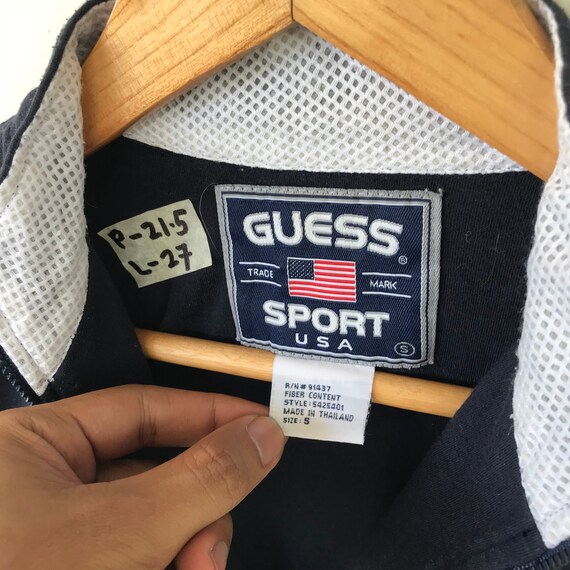 P-21.5
L-27
GUESS
®
TRADE MARK
SPORT
USA
S
R/N# 91437
FIBER CONTENT
STYLE: 5425401
MADE IN THAILAND
SIZE: S